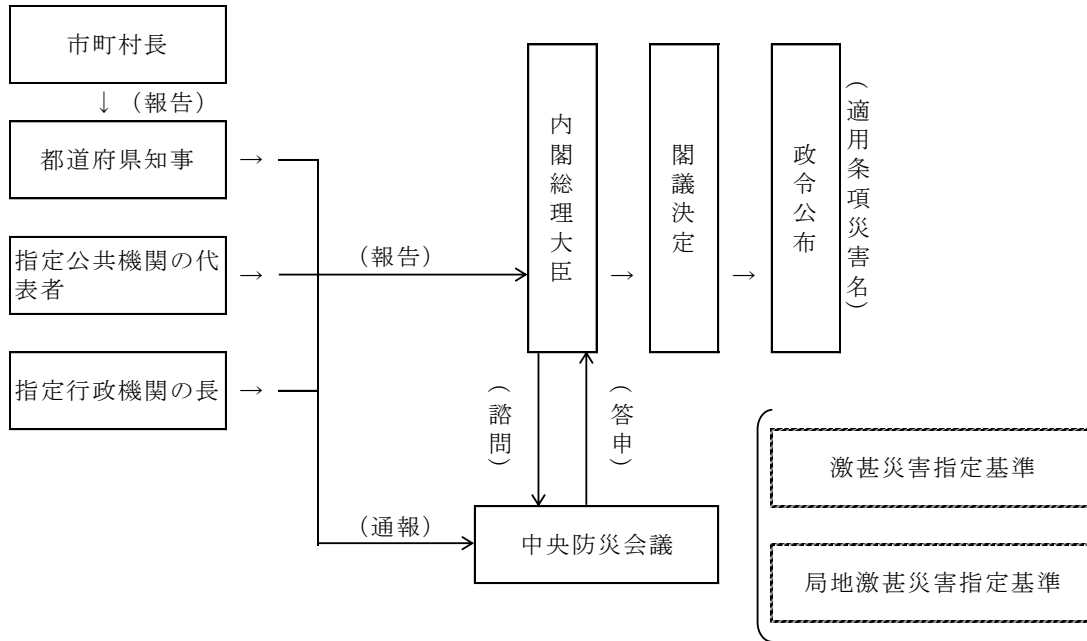 市町村長
↓（報告）
都道府県知事 →
指定公共機関の代
表者 →
指定行政機関の長 →
（報告）
（通報）
内閣総理大臣
→
閣議決定
→
政令公布
（適用条項災害名）
（諮問）
（答申）
中央防災会議
激甚災害指定基準
局地激甚災害指定基準